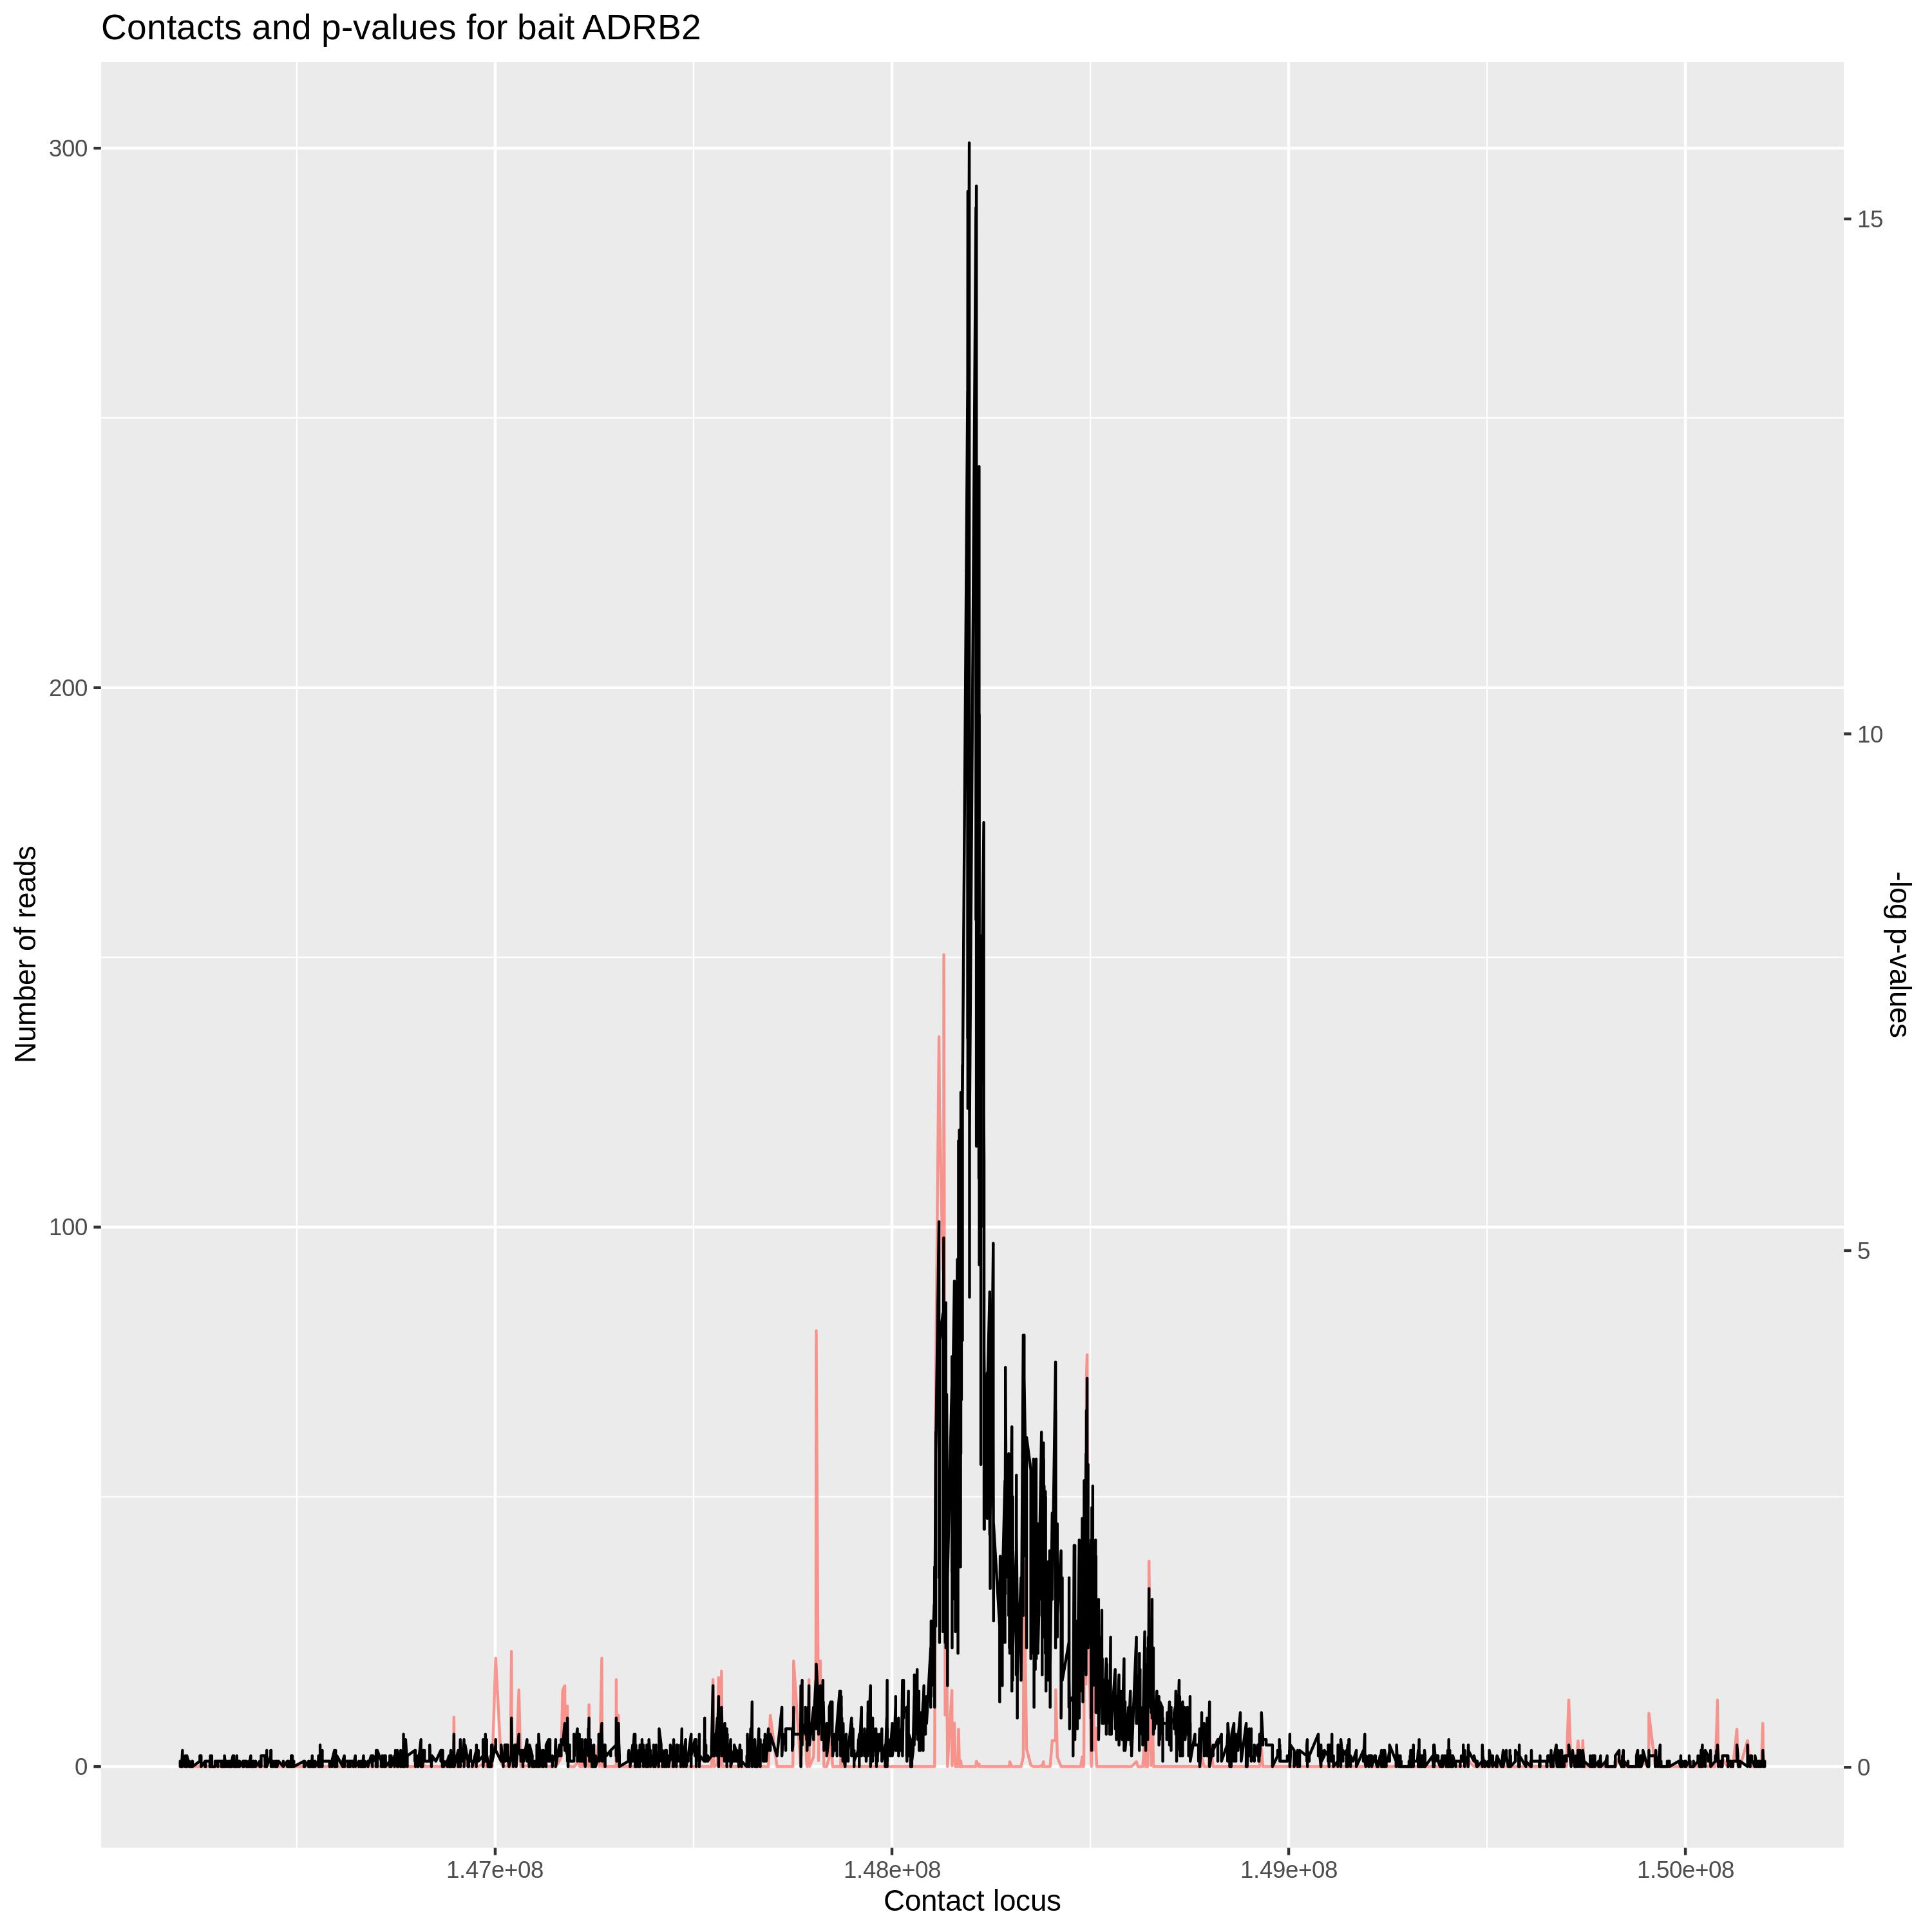 Contacts and p-values for bait ADRB2
300
200
100
0
15
10
5
0
Number of reads
-log p-values
1.47e+08
1.48e+08
1.49e+08
1.50e+08
Contact locus